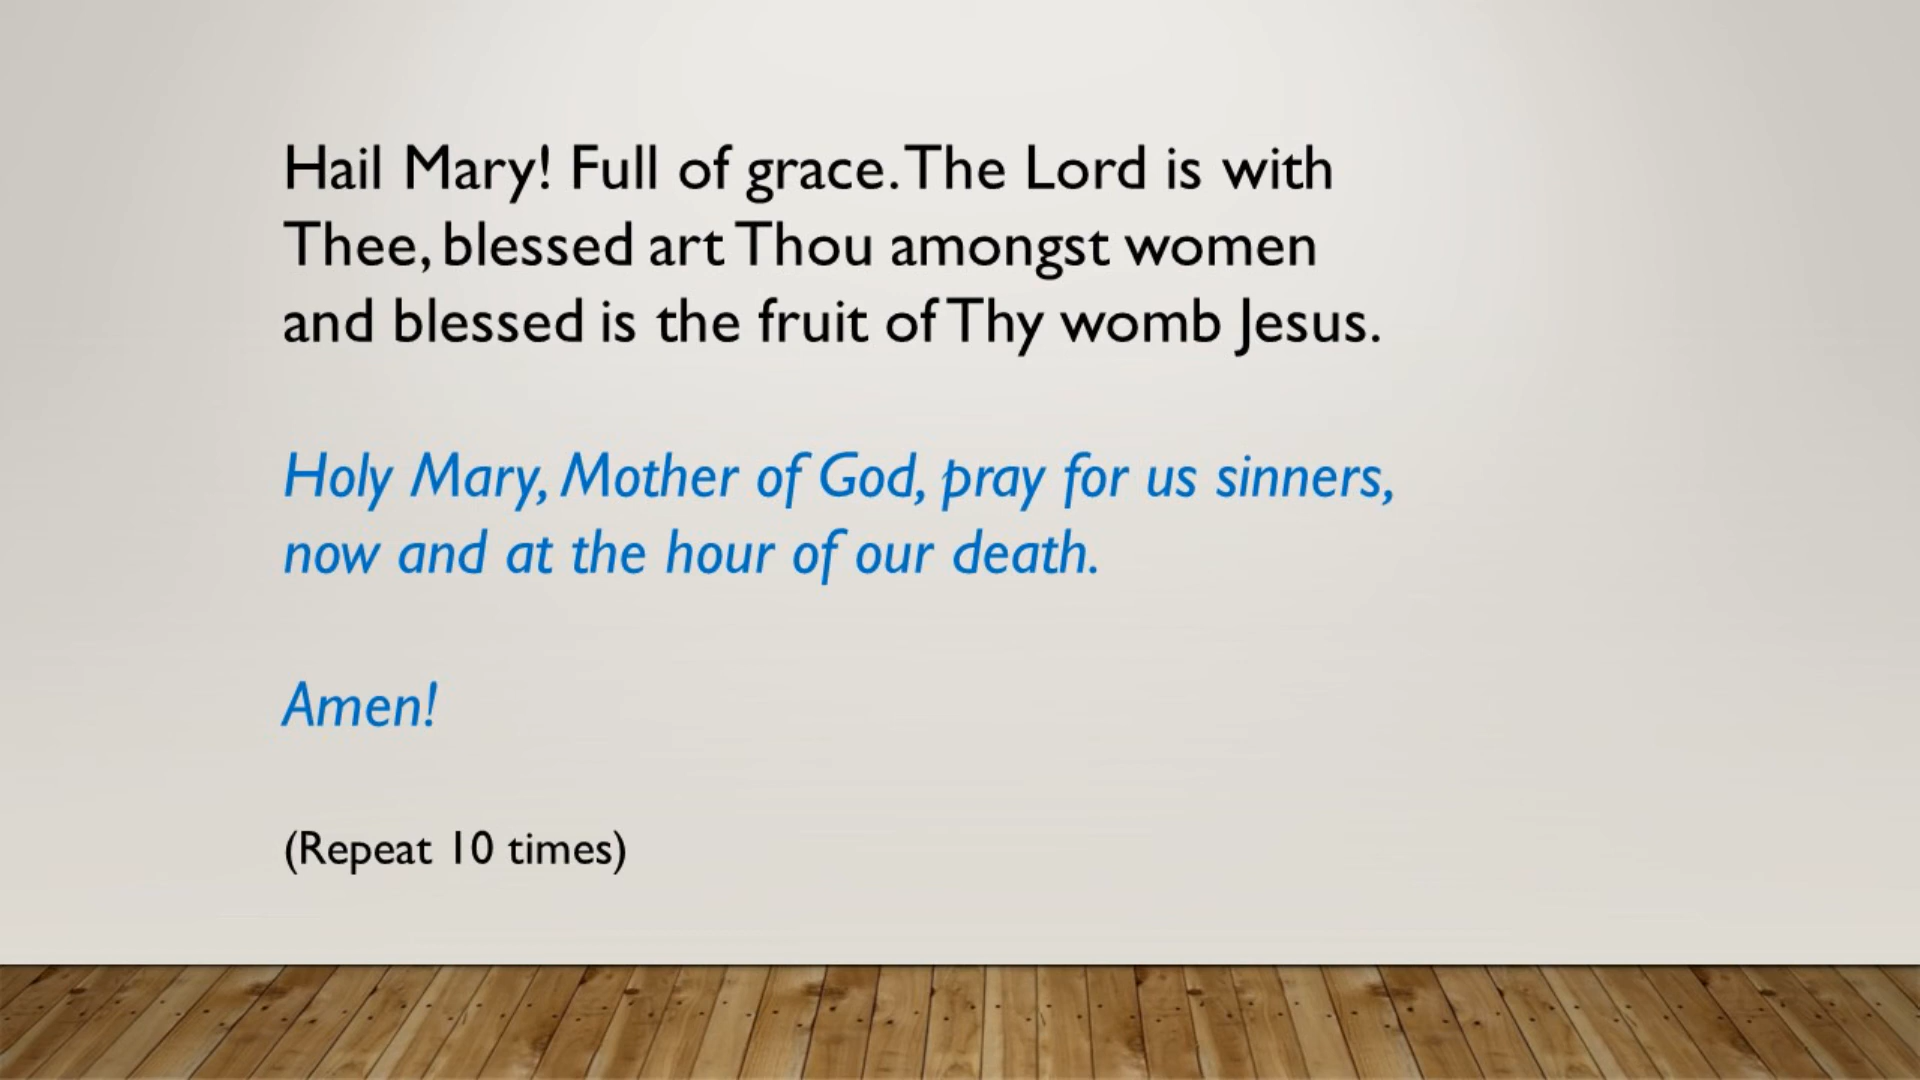 Hail Mary! Full of grace. The Lord is with
Thee, blessed art Thou amongst women
and blessed is the fruit of Thy womb Jesus.
Holy Mary, Mother of God, pray for us sinners,
now and at the hour of our death.
Amen!
(Repeat 10 times)